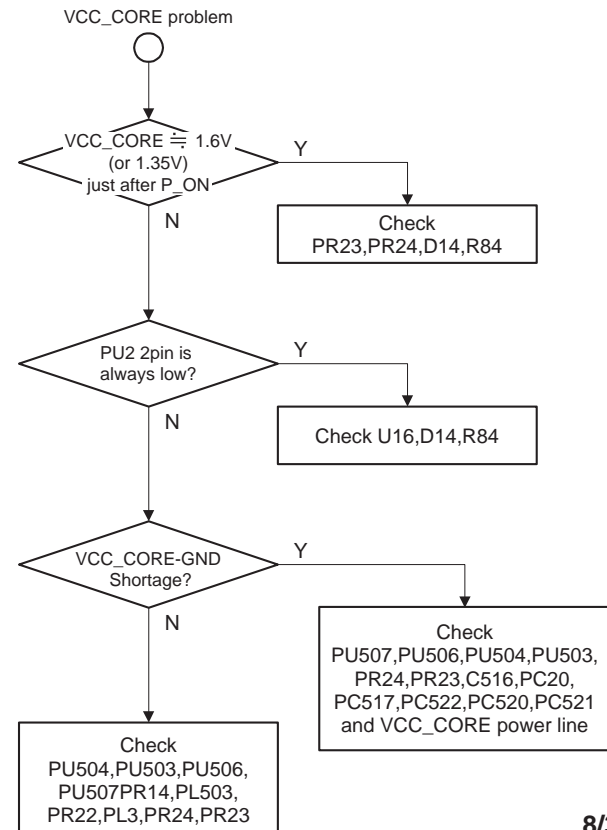 VCC_CORE problem
VCC_CORE ≒ 1.6V
(or 1.35V)
just after P_ON
Y
N
Check
PR23,PR24,D14,R84
PU2 2pin is
always low?
Y
N
Check U16,D14,R84
VCC_CORE-GND
Shortage?
Y
N
Check
PU507,PU506,PU504,PU503,
PR24,PR23,C516,PC20,
PC517,PC522,PC520,PC521
and VCC_CORE power line
Check
PU504,PU503,PU506,
PU507PR14,PL503,
PR22,PL3,PR24,PR23